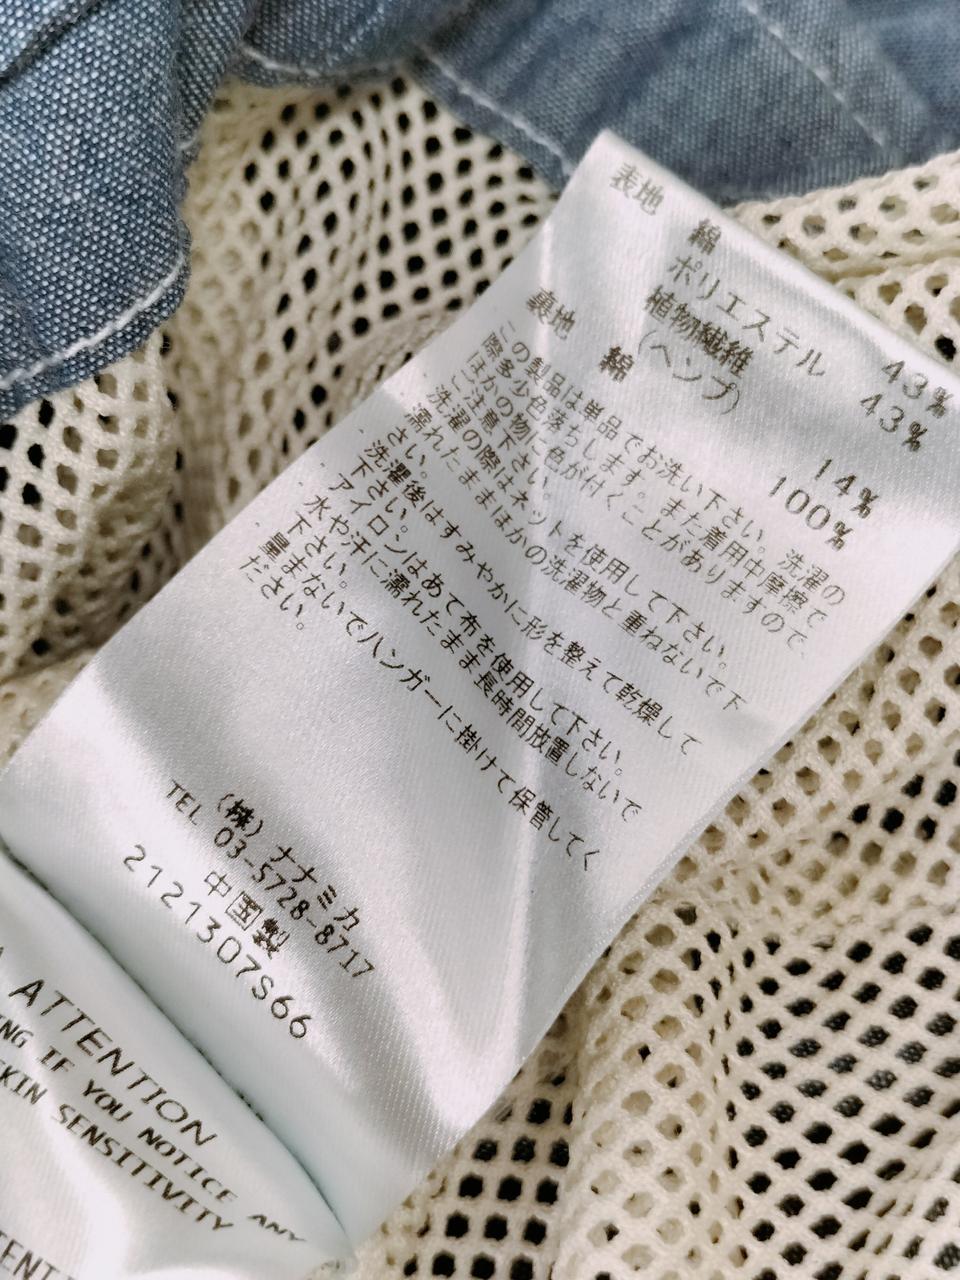 表地 綿 43%
ポリエステル 43%
植物繊維
(ヘンプ) 14%
裏地 綿 100%
この製品は単品でお洗い下さい。洗濯の
際多少色落ちします。また着用中摩擦で
ほかの物に色が付くことがありますので、
ご注意下さい。
・洗濯の際はネットを使用して下さい。
濡れたままほかの洗濯物と重ねないで下
さい。
・洗濯後はすみやかに形を整えて乾燥して
下さい。
・アイロンはあて布を使用して下さい。
・水や汗に濡れたまま長時間放置しないで
下さい。
畳まないでハンガーに掛けて保管してく
ださい。
(株)ナナミカ
TEL 03-5728-8717
中国製
2121307S66
ATTENTION
IF YOU NOTICE ANY
SKIN SENSITIVITY